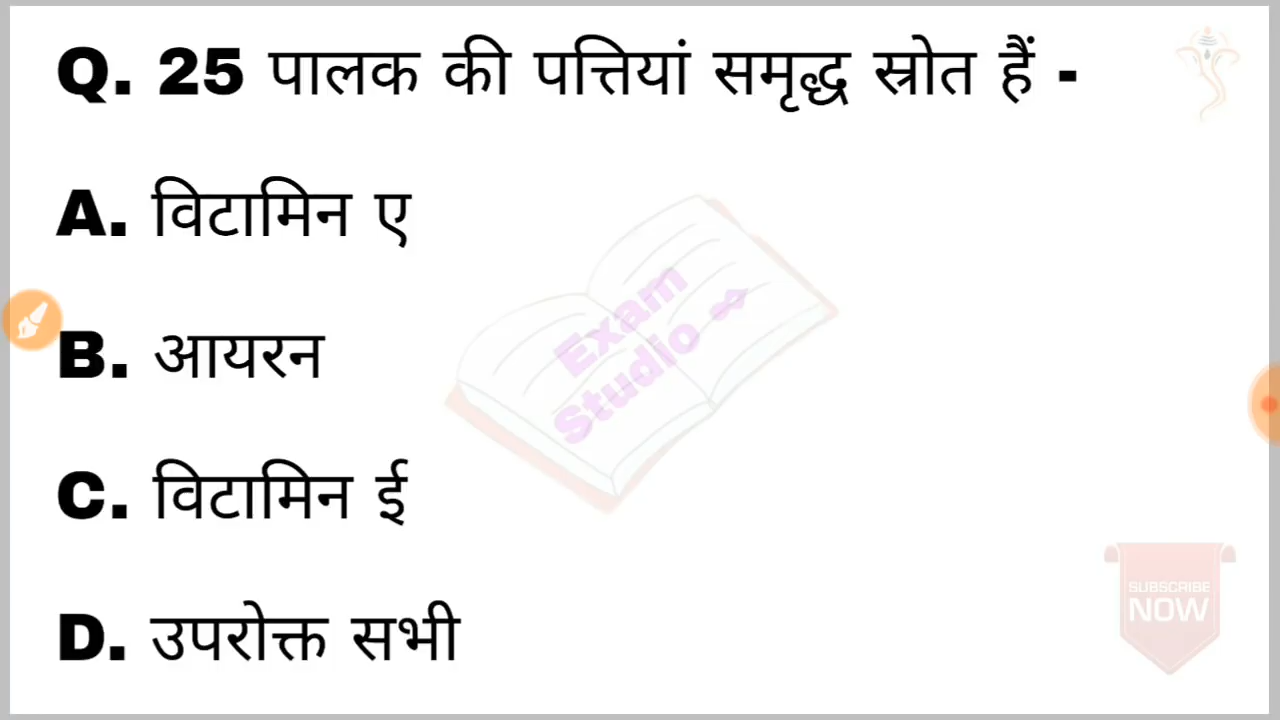 Q. 25 पालक की पत्तियां समृद्ध स्रोत हैं -
A. विटामिन ए
B. आयरन
C. विटामिन ई
D. उपरोक्त सभी
Exam
Studio
SUBSCRIBE
NOW